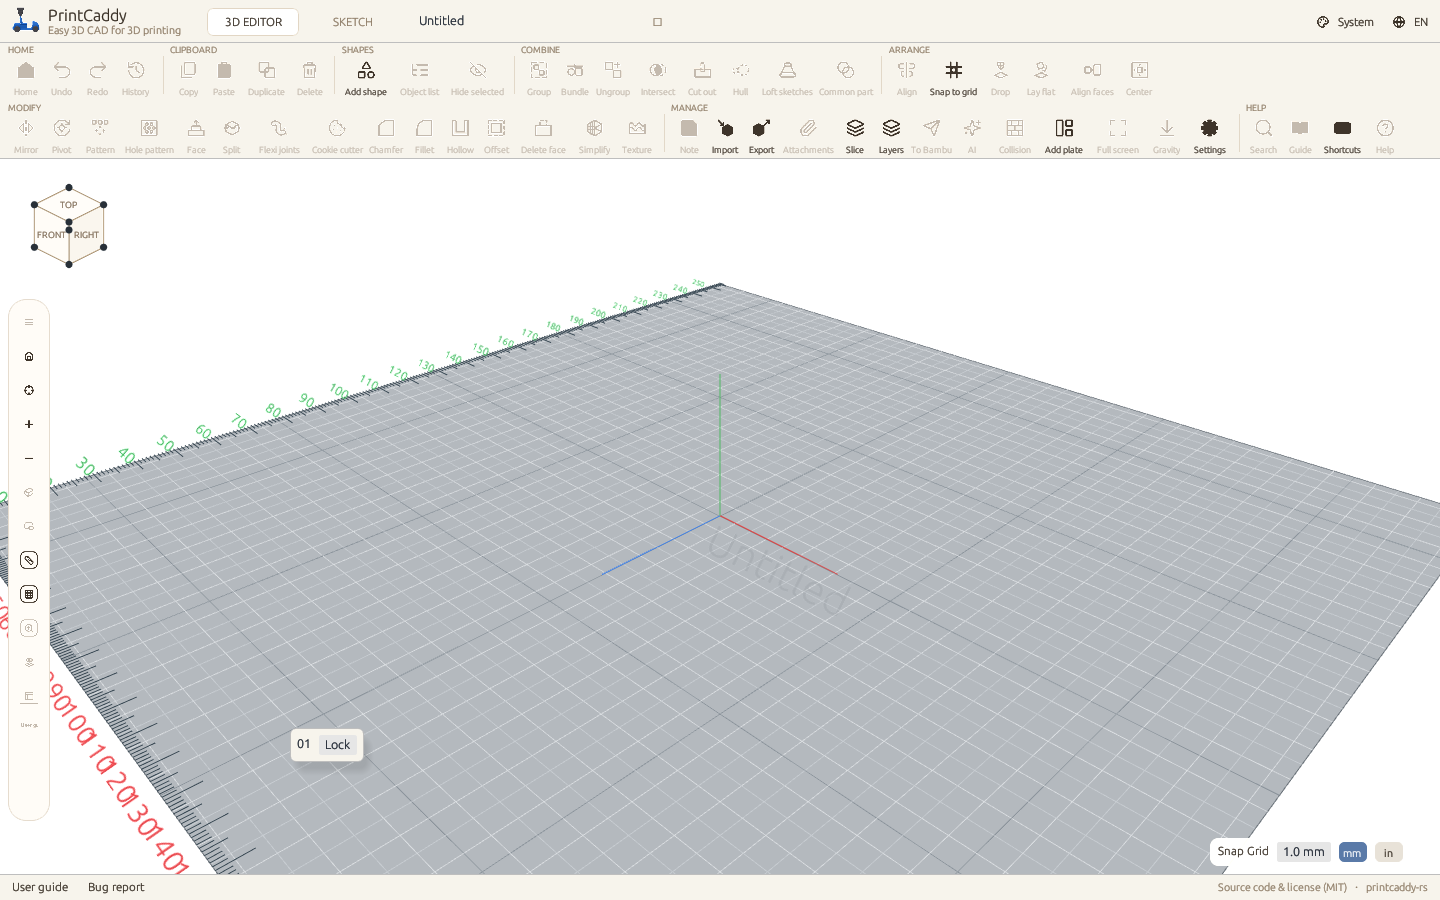 PrintCaddy
Easy 3D CAD for 3D printing
3D EDITOR
SKETCH
Untitled
System
EN
HOME
CLIPBOARD
SHAPES
COMBINE
ARRANGE
Home
Undo
Redo
History
Copy
Paste
Duplicate
Delete
Add shape
Object list
Hide selected
Group
Bundle
Ungroup
Intersect
Cut out
Hull
Loft sketches
Common part
Align
Snap to grid
Drop
Lay flat
Align faces
Center
MODIFY
MANAGE
HELP
Mirror
Pivot
Pattern
Hole pattern
Face
Split
Flexi joints
Cookie cutter
Chamfer
Fillet
Hollow
Offset
Delete face
Simplify
Texture
Note
Import
Export
Attachments
Slice
Layers
To Bambu
AI
Collision
Add plate
Full screen
Gravity
Settings
Search
Guide
Shortcuts
Help
TOP
FRONT
RIGHT
250
240
230
220
210
200
190
180
170
160
150
140
130
120
110
100
90
80
70
60
50
40
30
Untitled
90
100
110
120
130
140
01
Lock
Snap Grid
1.0 mm
mm
in
User guide
Bug report
Source code & license (MIT)
·
printcaddy-rs